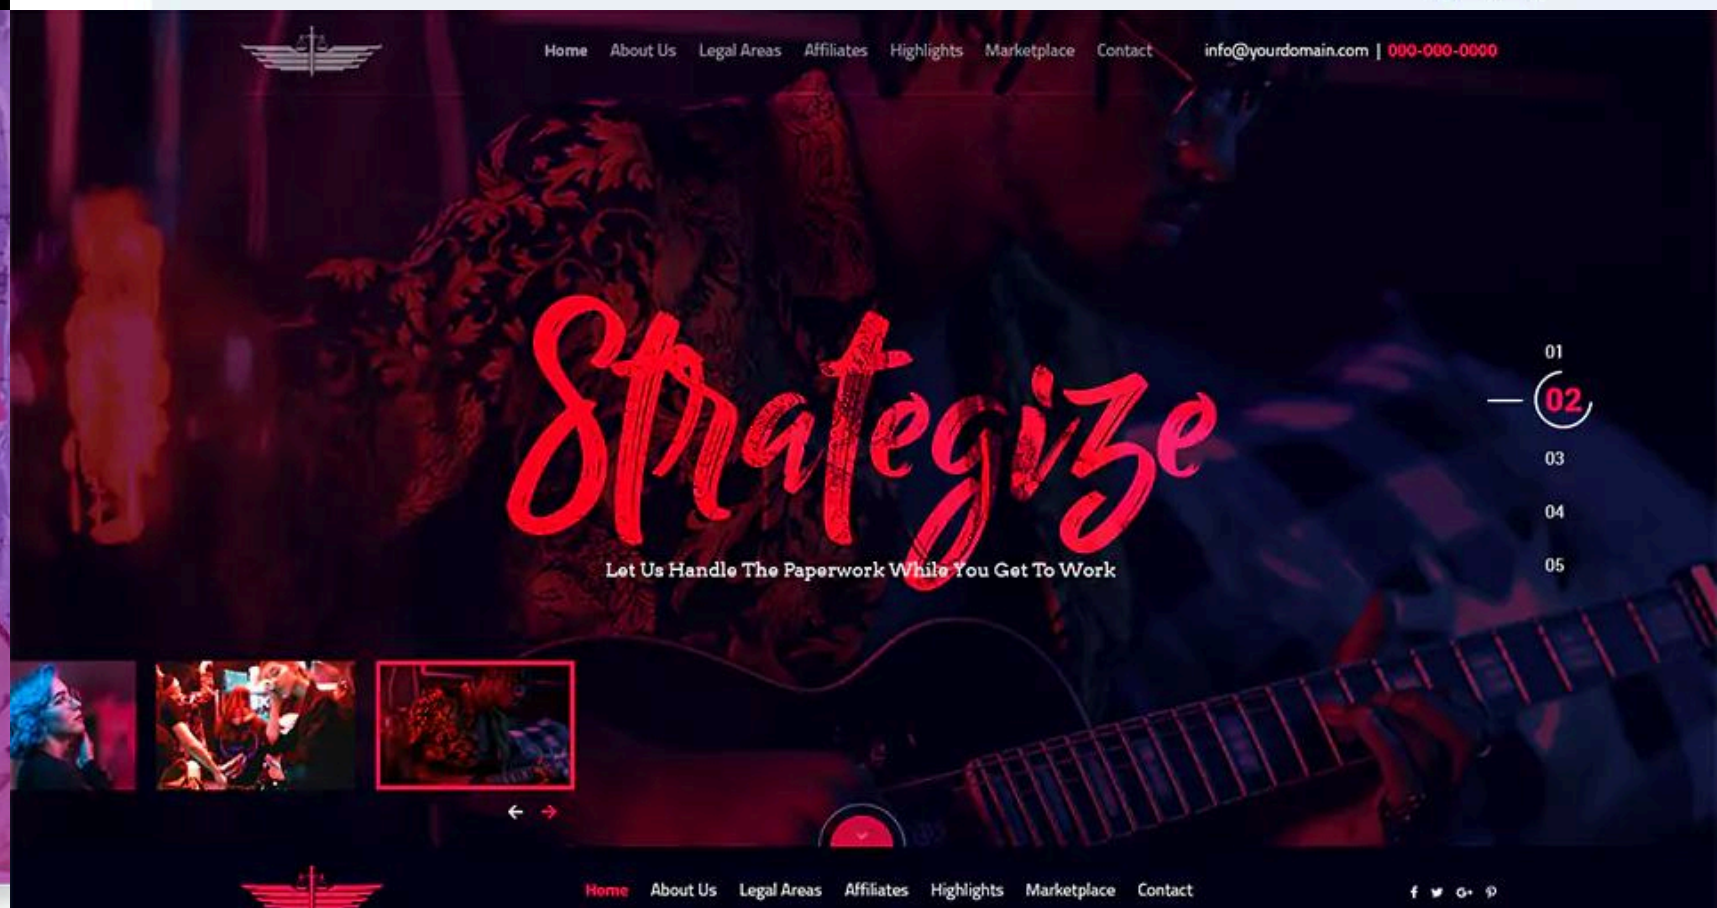 Home About Us Legal Areas Affiliates Highlights Marketplace Contact info@yourdomain.com | 000-000-0000
Strategize
Let Us Handle The Paperwork While You Get To Work
01
02
03
04
05
Home About Us Legal Areas Affiliates Highlights Marketplace Contact